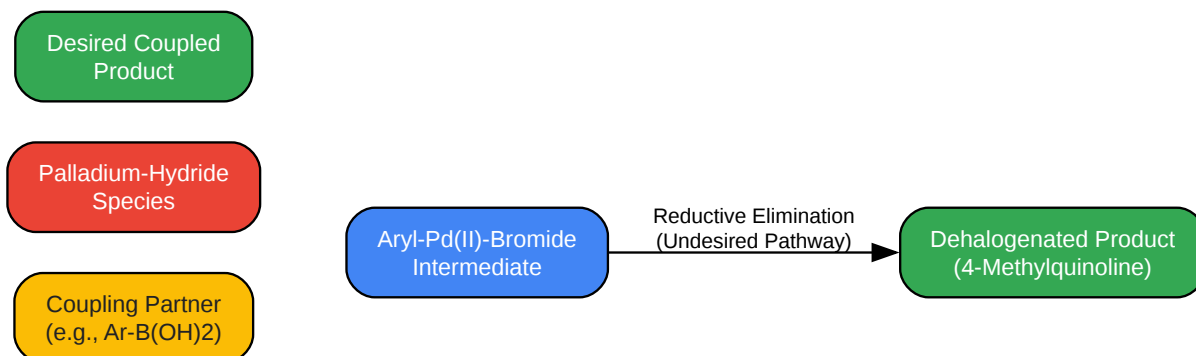 Desired Coupled
Product
Palladium-Hydride
Species
Coupling Partner
(e.g., Ar-B(OH)2)
Aryl-Pd(II)-Bromide
Intermediate
Reductive Elimination
(Undesired Pathway)
Dehalogenated Product
(4-Methylquinoline)